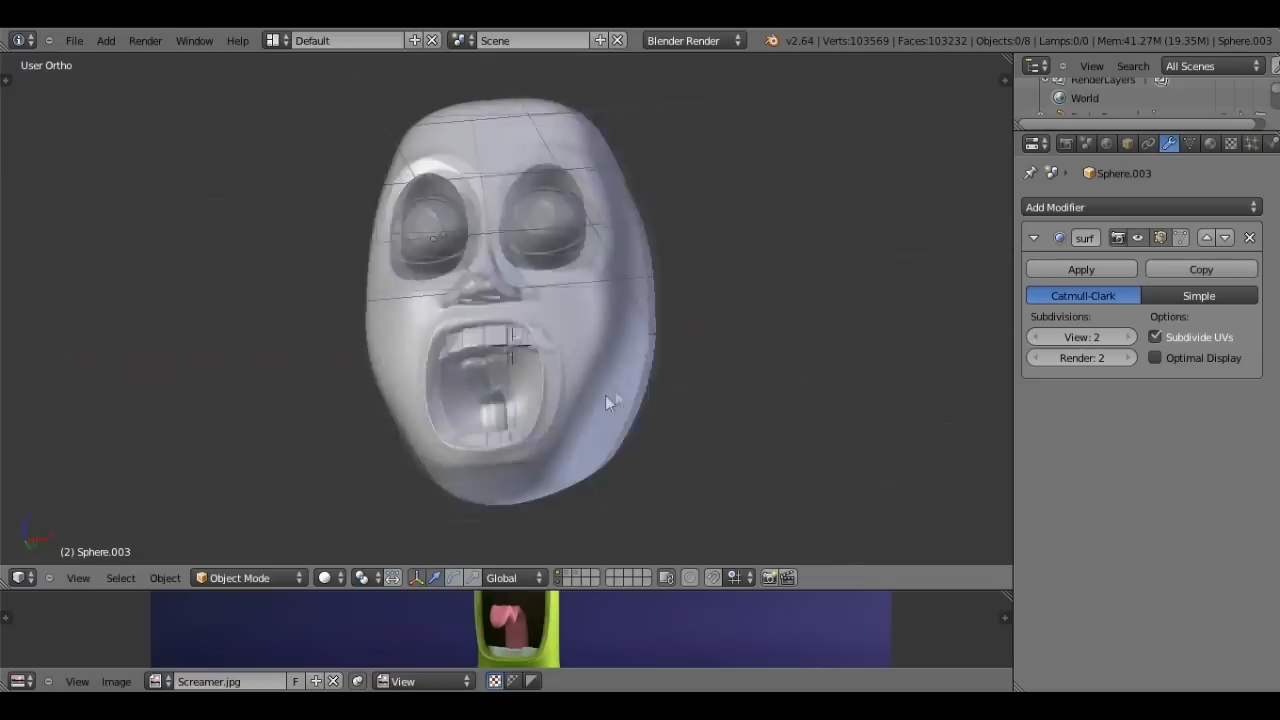 File Add Render Window Help Default Scene Blender Render v2.64 | Verts:103569 | Faces:103232 | Objects:0/8 | Lamps:0/0 | Mem:41.27M (19.35M) | Sphere.003
User Ortho
View Search All Scenes
RenderLayers
World
Sphere.003
Add Modifier
surf
Apply Copy
Catmull-Clark Simple
Subdivisions: Options:
View: 2 Subdivide UVs
Render: 2 Optimal Display
(2) Sphere.003
View Select Object Object Mode Global
View Image Screamer.jpg F View